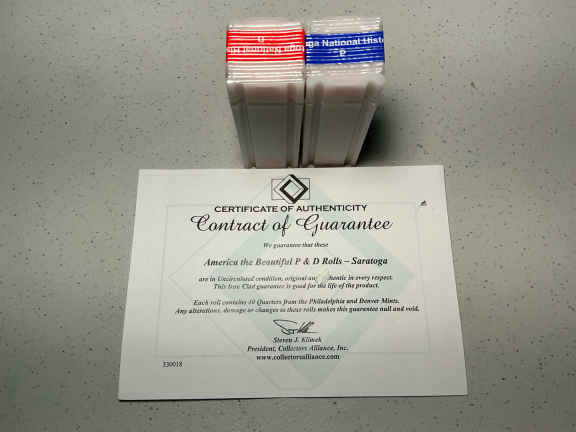 ga National Histo
P
CERTIFICATE OF AUTHENTICITY
Contract of Guarantee
We guarantee that these
America the Beautiful P & D Rolls – Saratoga
are in Uncirculated condition, original and authentic in every respect.
This Iron Clad guarantee is good for the life of the product.
Each roll contains 40 Quarters from the Philadelphia and Denver Mints.
Any alterations, damage or changes to these rolls makes this guarantee null and void.
Steven J. Klimek
President, Collectors Alliance, Inc.
www.collectorsalliance.com
330018